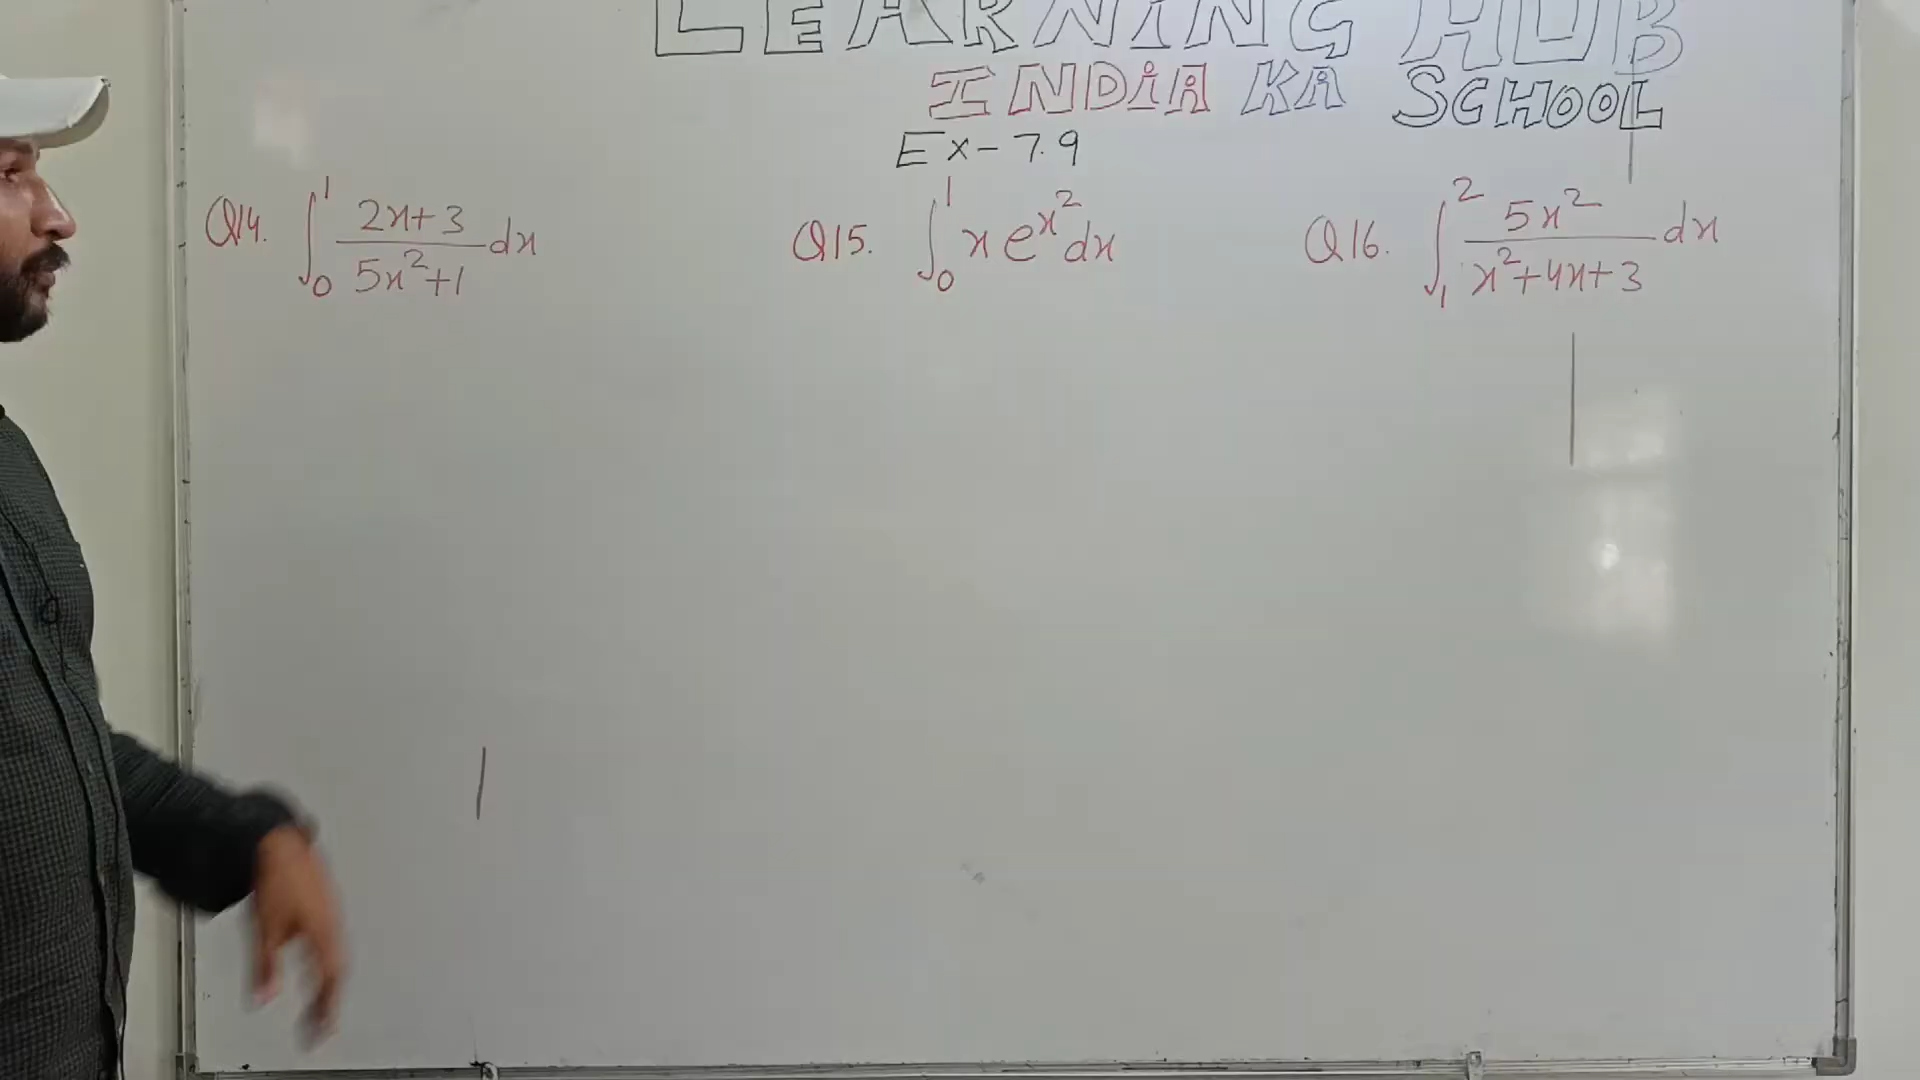 LEARNING HUB
INDIA KA SCHOOL
Ex-7.9
Q14. ∫₀¹ (2x+3)/(5x²+1) dx
Q15. ∫₀¹ x eˣ² dx
Q16. ∫₁² 5x²/(x²+4x+3) dx